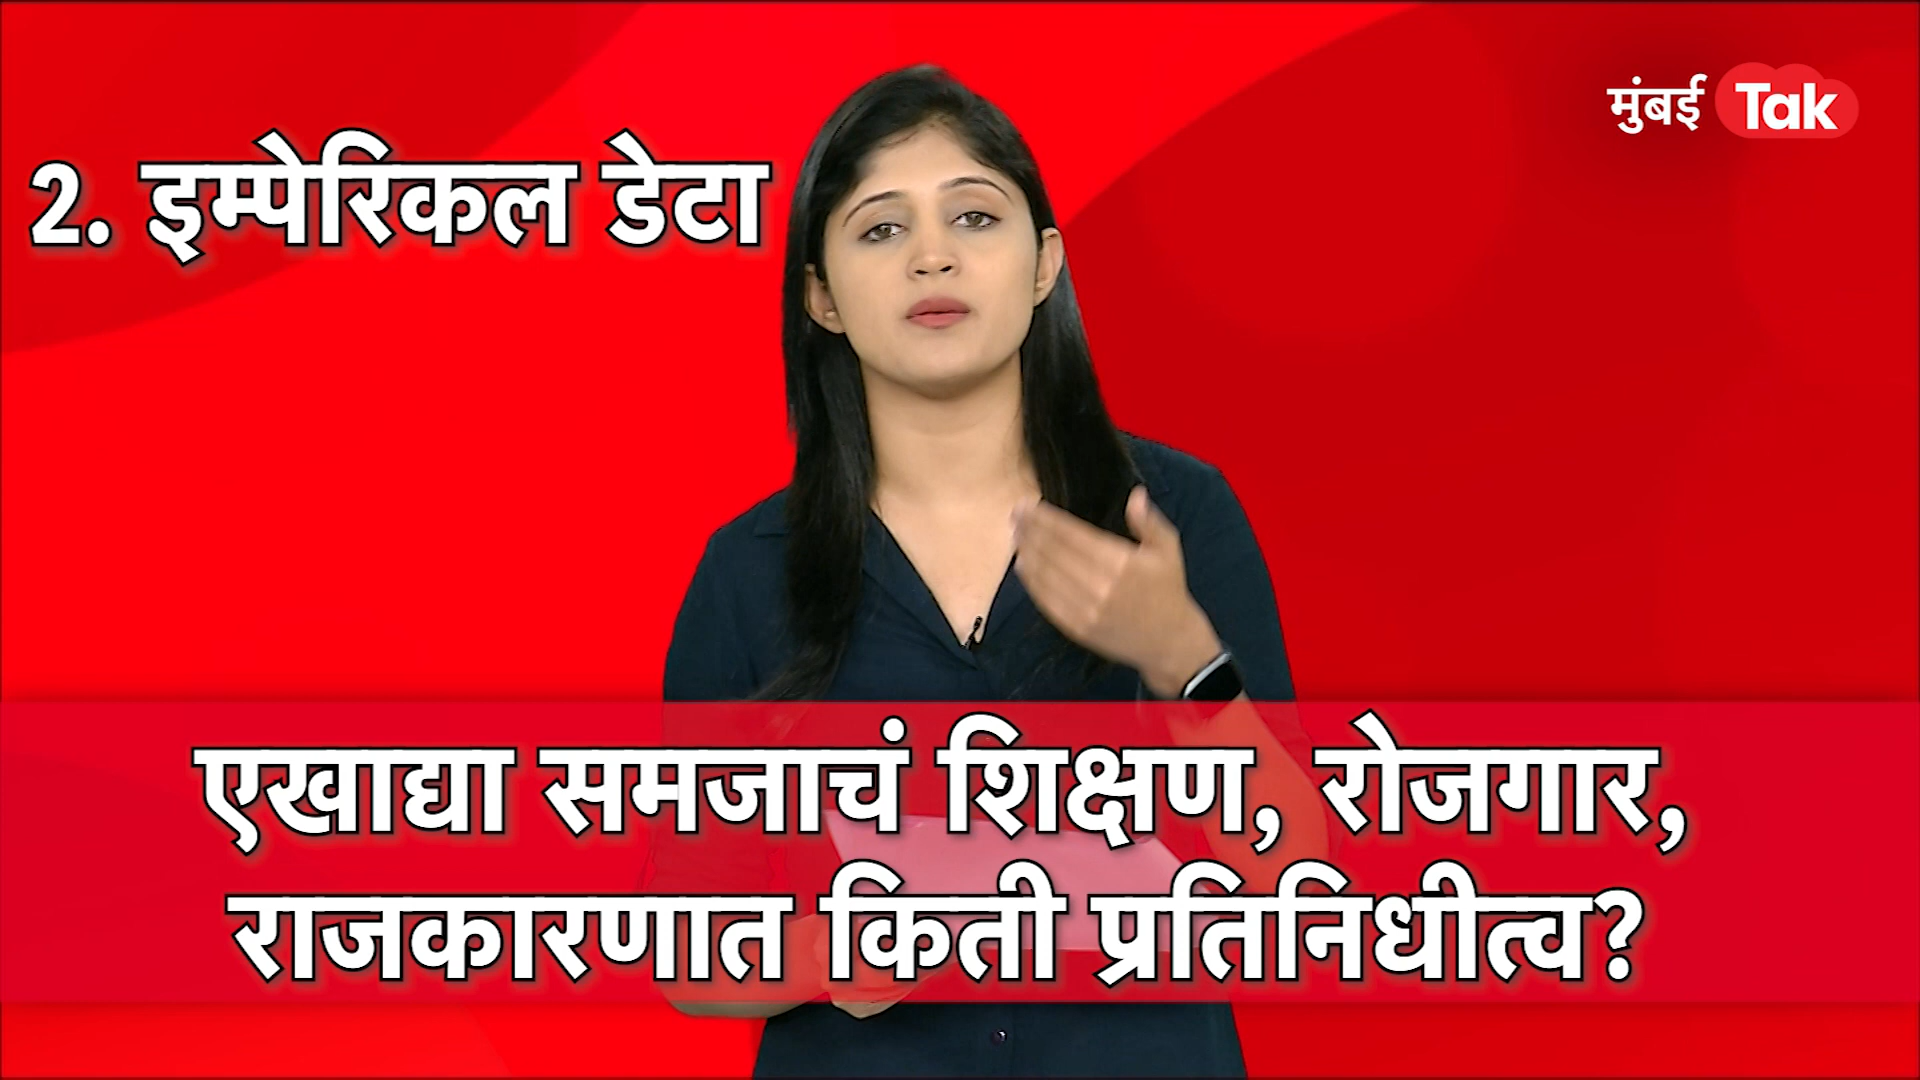 मुंबई Tak
2. इम्पेरिकल डेटा
एखाद्या समजाचं शिक्षण, रोजगार,
राजकारणात किती प्रतिनिधीत्व?